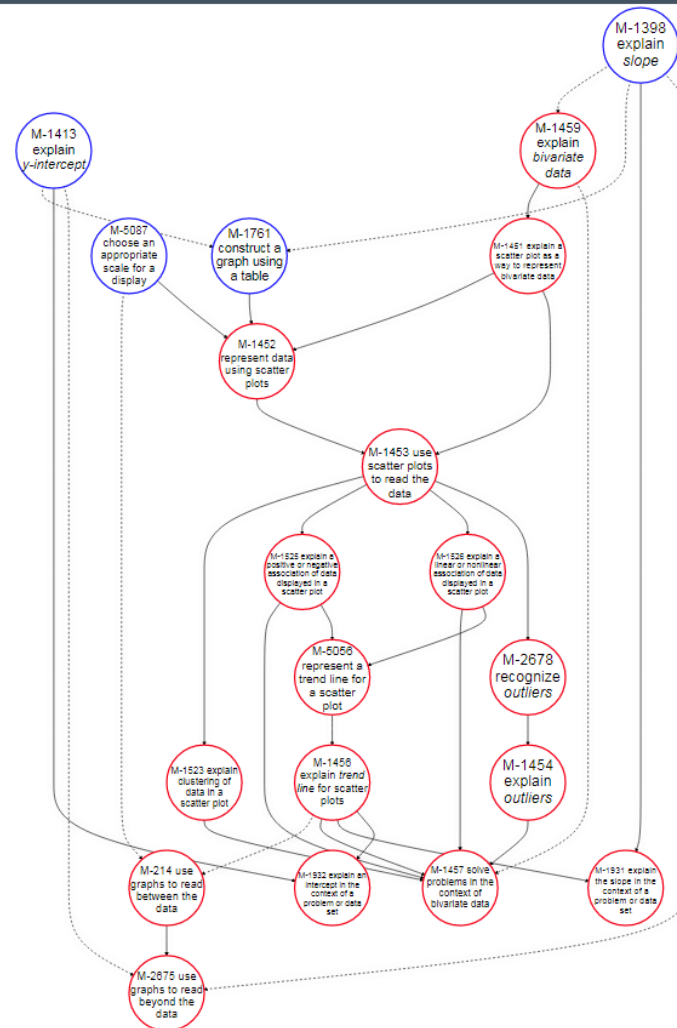 M-1398
explain
slope
M-1413
explain
y-intercept
M-1459
explain
bivariate
data
M-5087
choose an
appropriate
scale for a
display
M-1761
construct a
graph using
a table
M-1451 explain a
scatter plot as a
way to represent
bivariate data
M-1452
represent data
using scatter
plots
M-1453 use
scatter plots
to read the
data
M-1525 explain a
positive or negative
association of data
displayed in a
scatter plot
M-1526 explain a
linear or nonlinear
association of data
displayed in a
scatter plot
M-5056
represent a
trend line for
a scatter
plot
M-2678
recognize
outliers
M-1523 explain
clustering of
data in a
scatter plot
M-1456
explain trend
line for scatter
plots
M-1454
explain
outliers
M-214 use
graphs to read
between the
data
M-1932 explain an
intercept in the
context of a
problem or data
set
M-1457 solve
problems in the
context of
bivariate data
M-1931 explain
the slope in the
context of a
problem or data
set
M-2675 use
graphs to read
beyond the
data